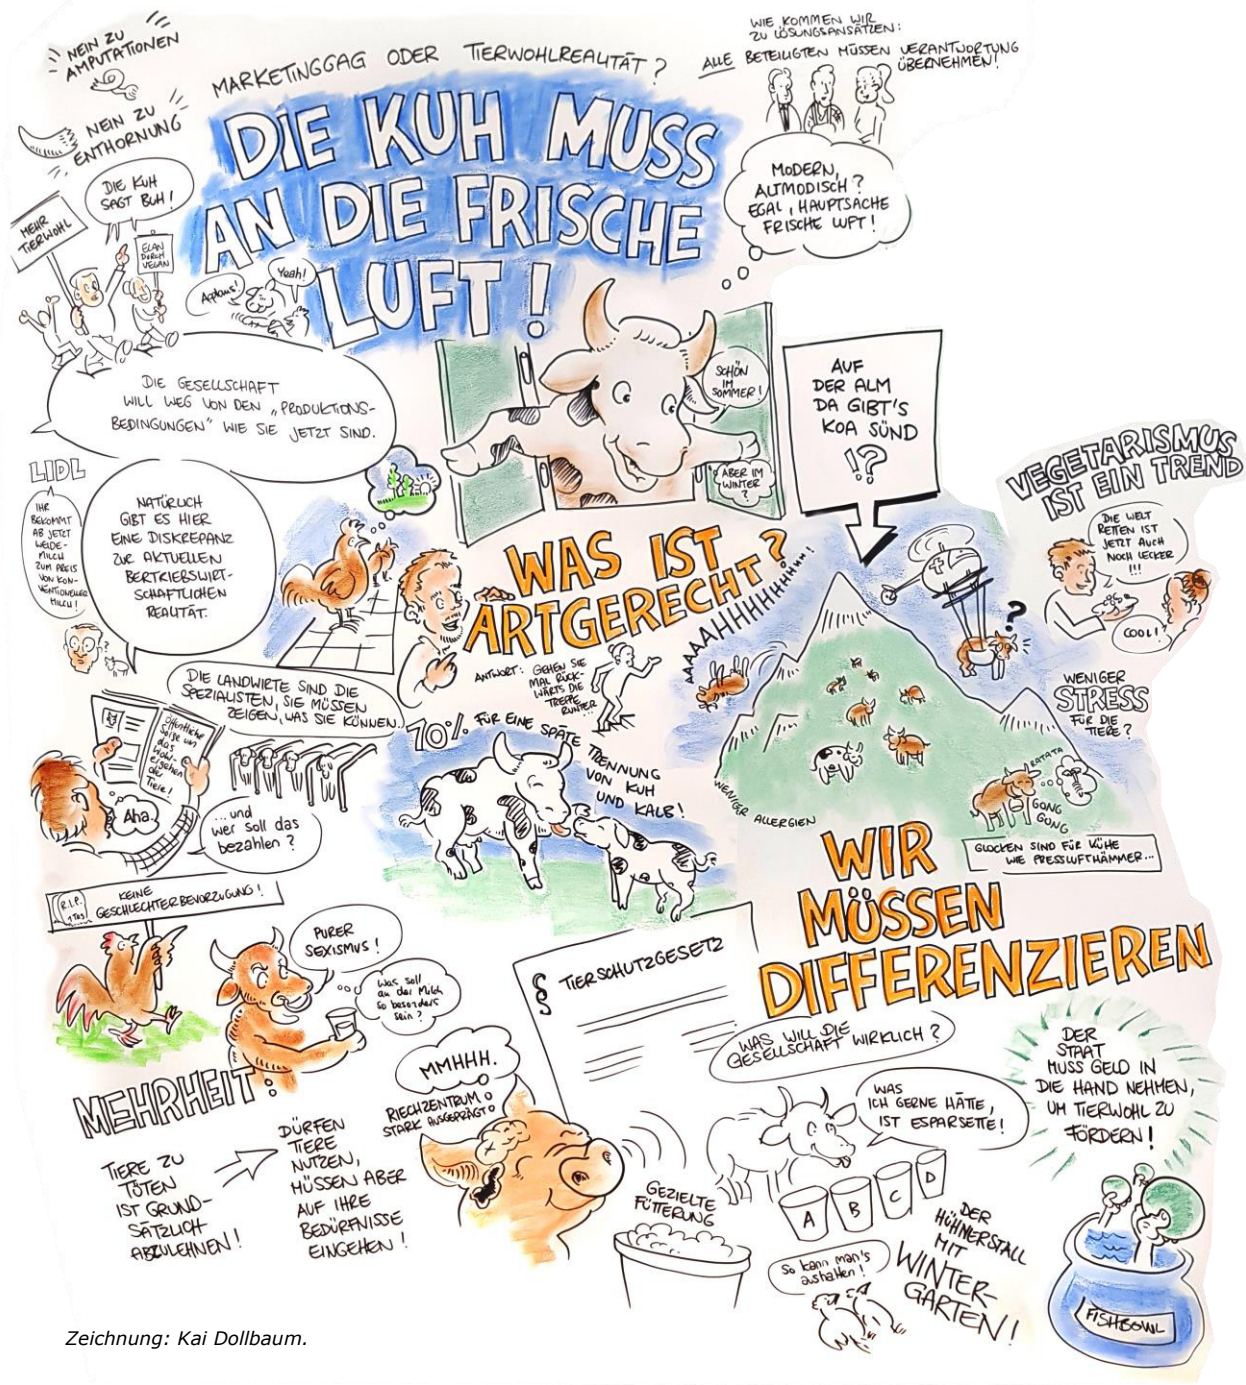 NEIN ZU
AMPUTATIONEN
NEIN ZU
ENTHORNUNG
MARKETINGGAG ODER TIERWOHLREALITÄT?
DIE KUH MUSS
AN DIE FRISCHE
LUFT!
WIE KOMMEN WIR
ZU LÖSUNGSANSÄTZEN:
ALLE BETEILIGTEN MÜSSEN VERANTWORTUNG
ÜBERNEHMEN!
MODERN,
ALTMODISCH?
EGAL, HAUPTSACHE
FRISCHE LUFT!
DIE KUH
SAGT BUH!
MEHR
TIERWOHL
ELAN
DURCH
VEGAN
Applaus!
Yeah!
DIE GESELLSCHAFT
WILL WEG VON DEN „PRODUKTIONS-
BEDINGUNGEN" WIE SIE JETZT SIND.
SCHÖN
IM
SOMMER!
ABER IM
WINTER
?
AUF
DER ALM
DA GIBT'S
KOA SÜND
!?
VEGETARISMUS
IST EIN TREND
DIE WELT
RETTEN IST
JETZT AUCH
NOCH LECKER
!!!
COOL!
LIDL
IHR
BEKOMMT
AB JETZT
WEIDE-
MILCH
ZUM PREIS
VON KON-
VENTIONELLER
MILCH!
?
NATÜRLICH
GIBT ES HIER
EINE DISKREPANZ
ZUR AKTUELLEN
BERTRIEBSWIRT-
SCHAFTLICHEN
REALITÄT.
WAS IST
ARTGERECHT?
ANTWORT: GEHEN SIE
MAL RÜCK-
WÄRTS DIE
TREPPE
RUNTER...
AAAAHHHHHHHHHH!
?
WENIGER
STRESS
FÜR DIE
TIERE?
DIE LANDWIRTE SIND DIE
SPEZIALISTEN, SIE MÜSSEN
ZEIGEN, WAS SIE KÖNNEN..
70% FÜR EINE SPÄTE TRENNUNG
VON KUH
UND KALB!
Aha.
...und
wer soll das
bezahlen?
WENIGER ALLERGIEN
RATATA
GONG
GONG
GLOCKEN SIND FÜR KÜHE
WIE PRESSLUFTHÄMMER...
WIR
MÜSSEN
DIFFERENZIEREN
R.I.P.
1 TAG
KEINE
GESCHLECHTERBEVORZUGUNG!
PURER
SEXISMUS!
Was soll
an der Milch
so besonders
sein?
§ TIERSCHUTZGESETZ
WAS WILL DIE
GESELLSCHAFT WIRKLICH?
DER
STAAT
MUSS GELD IN
DIE HAND NEHMEN,
UM TIERWOHL ZU
FÖRDERN!
MEHRHEIT:
TIERE ZU
TÖTEN
IST GRUND-
SÄTZLICH
ABZULEHNEN!
DÜRFEN
TIERE
NUTZEN,
MÜSSEN ABER
AUF IHRE
BEDÜRFNISSE
EINGEHEN!
MMHHH.
RIECHZENTRUM
STARK AUSGEPRÄGT
WAS
ICH GERNE HÄTTE,
IST ESPARSETTE!
A B C D
GEZIELTE
FÜTTERUNG
So kann man's
aushalten!
DER
HÜHNERSTALL
MIT
WINTER-
GARTEN!
FISHBOWL
Zeichnung: Kai Dollbaum.